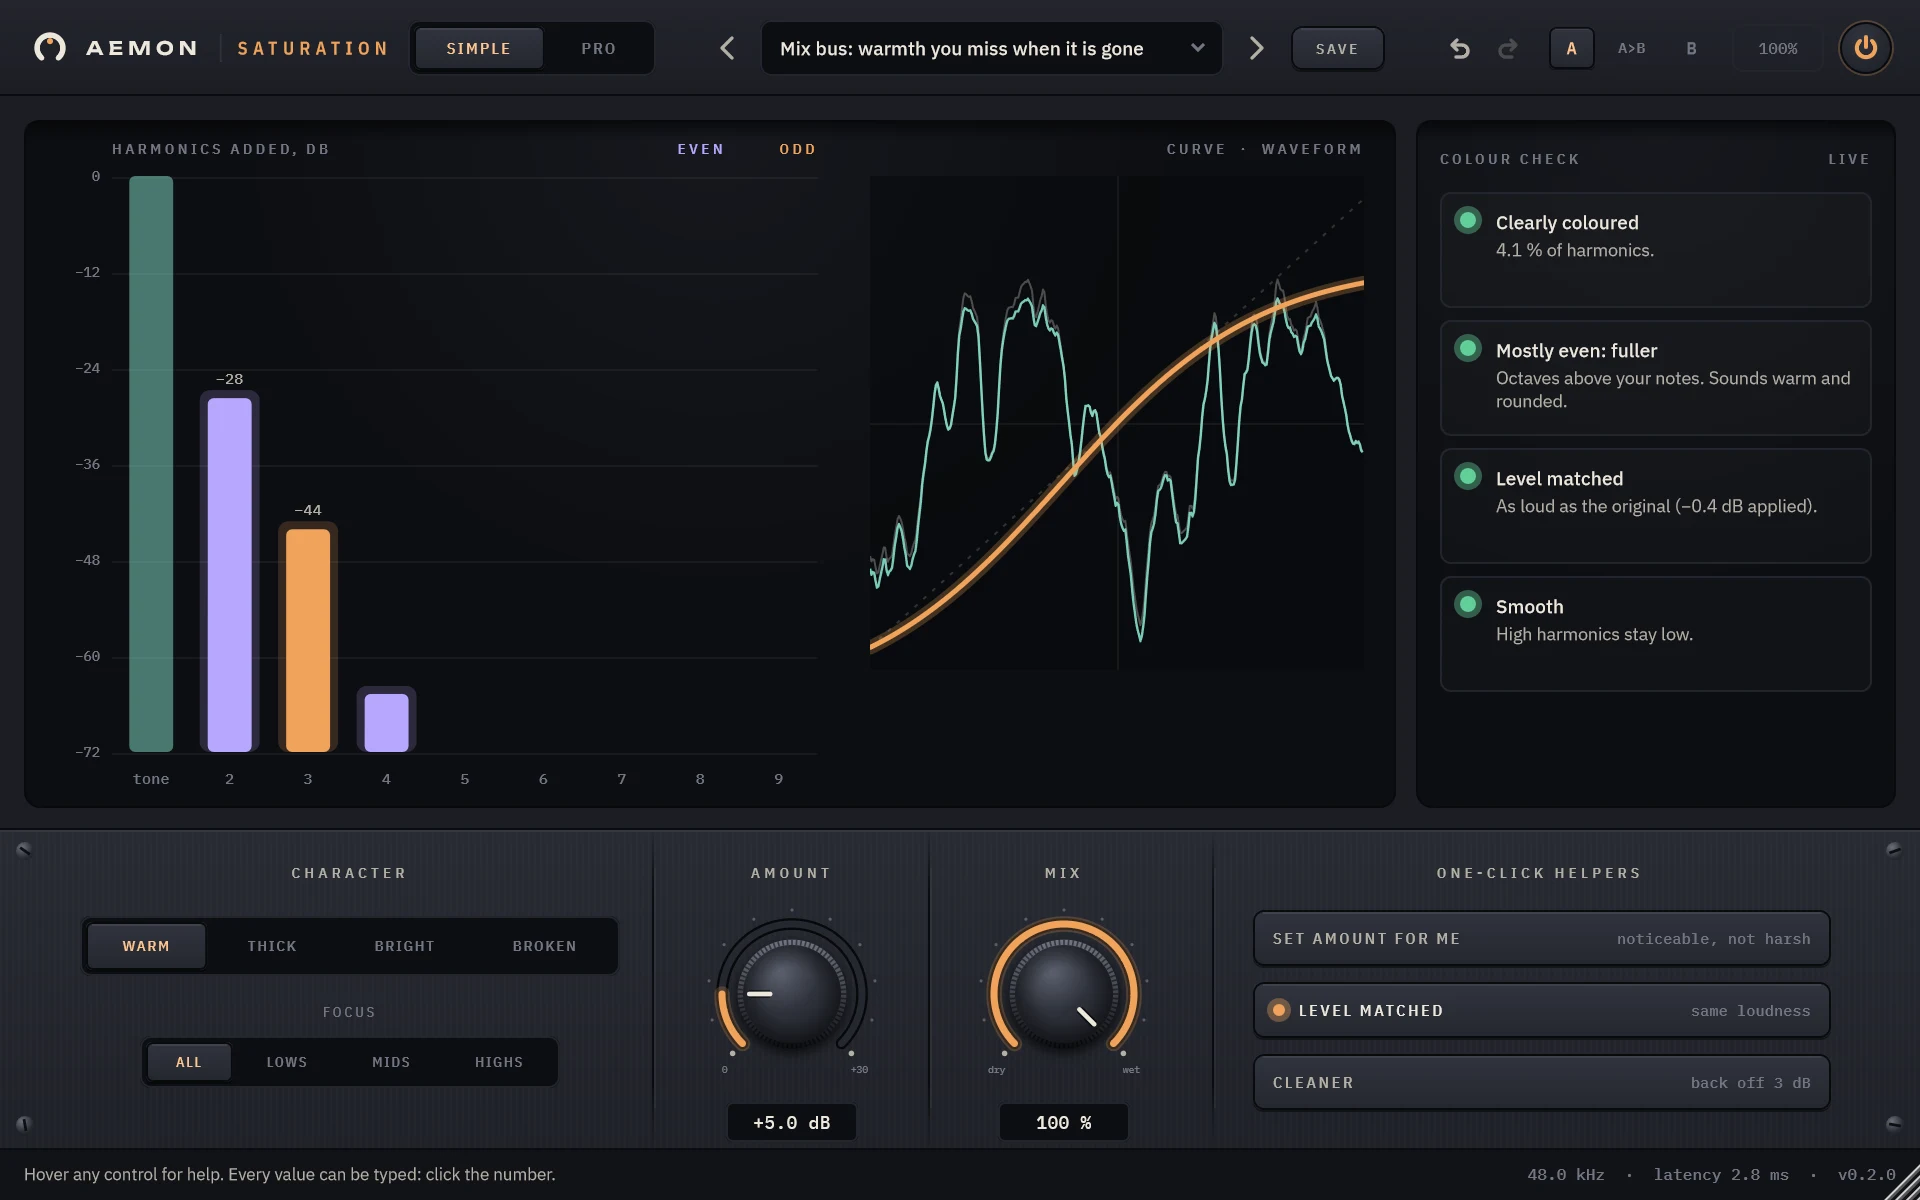 AEMON SATURATION SIMPLE PRO Mix bus: warmth you miss when it is gone SAVE A A>B B 100%
HARMONICS ADDED, DB EVEN ODD
CURVE · WAVEFORM
0
−12
−24
−36
−48
−60
−72
−28
−44
tone 2 3 4 5 6 7 8 9
COLOUR CHECK LIVE
Clearly coloured
4.1 % of harmonics.
Mostly even: fuller
Octaves above your notes. Sounds warm and
rounded.
Level matched
As loud as the original (−0.4 dB applied).
Smooth
High harmonics stay low.
CHARACTER
WARM THICK BRIGHT BROKEN
FOCUS
ALL LOWS MIDS HIGHS
AMOUNT
0 +30
+5.0 dB
MIX
dry wet
100 %
ONE-CLICK HELPERS
SET AMOUNT FOR ME noticeable, not harsh
LEVEL MATCHED same loudness
CLEANER back off 3 dB
Hover any control for help. Every value can be typed: click the number.
48.0 kHz · latency 2.8 ms · v0.2.0